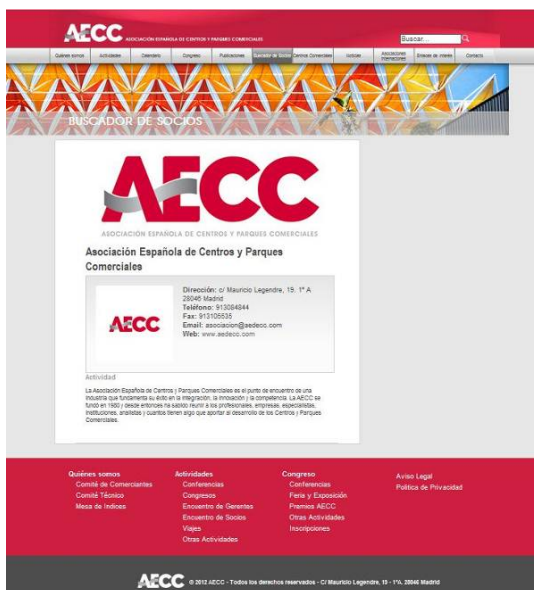 AECC ASOCIACIÓN ESPAÑOLA DE CENTROS Y PARQUES COMERCIALES
Buscar...
Quiénes somos Actividades Calendario Congreso Publicaciones Buscador de Socios Centros Comerciales Noticias Asociaciones Internacionales Enlaces de interés Contacto
BUSCADOR DE SOCIOS
AECC
ASOCIACIÓN ESPAÑOLA DE CENTROS Y PARQUES COMERCIALES
Asociación Española de Centros y Parques
Comerciales
AECC
Dirección: c/ Mauricio Legendre, 19. 1º A
28046 Madrid
Teléfono: 913084844
Fax: 913105535
Email: asociacion@aedecc.com
Web: www.aedecc.com
Actividad
La Asociación Española de Centros y Parques Comerciales es el punto de encuentro de una
industria que fundamenta su éxito en la integración, la innovación y la competencia. La AECC se
fundó en 1980 y desde entonces ha sabido reunir a los profesionales, empresas, especialistas,
instituciones, analistas y cuantos tienen algo que aportar al desarrollo de los Centros y Parques
Comerciales.
Quiénes somos
Comité de Comerciantes
Comité Técnico
Mesa de Indices
Actividades
Conferencias
Congresos
Encuentro de Gerentes
Encuentro de Socios
Viajes
Otras Actividades
Congreso
Conferencias
Feria y Exposición
Premios AECC
Otras Actividades
Inscripciones
Aviso Legal
Politica de Privacidad
AECC © 2012 AECC - Todos los derechos reservados - C/ Mauricio Legendre, 19 - 1ºA. 28046 Madrid